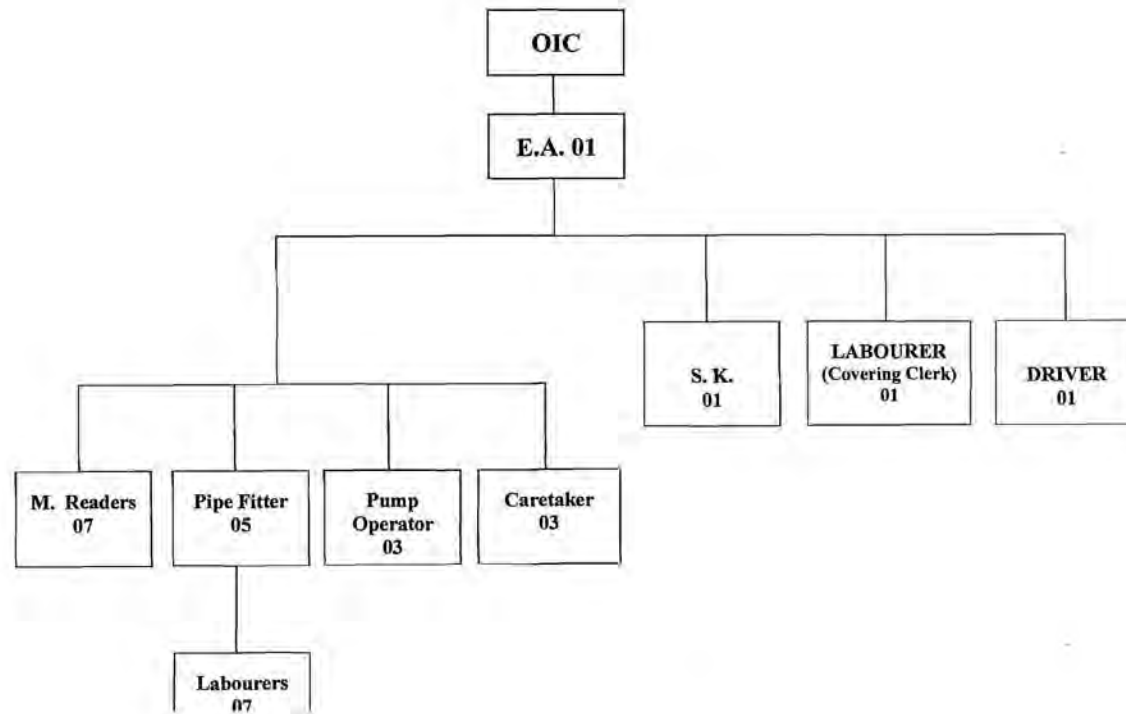 OIC
E.A. 01
S. K.
01
LABOURER
(Covering Clerk)
01
DRIVER
01
M. Readers
07
Pipe Fitter
05
Pump
Operator
03
Caretaker
03
Labourers
07